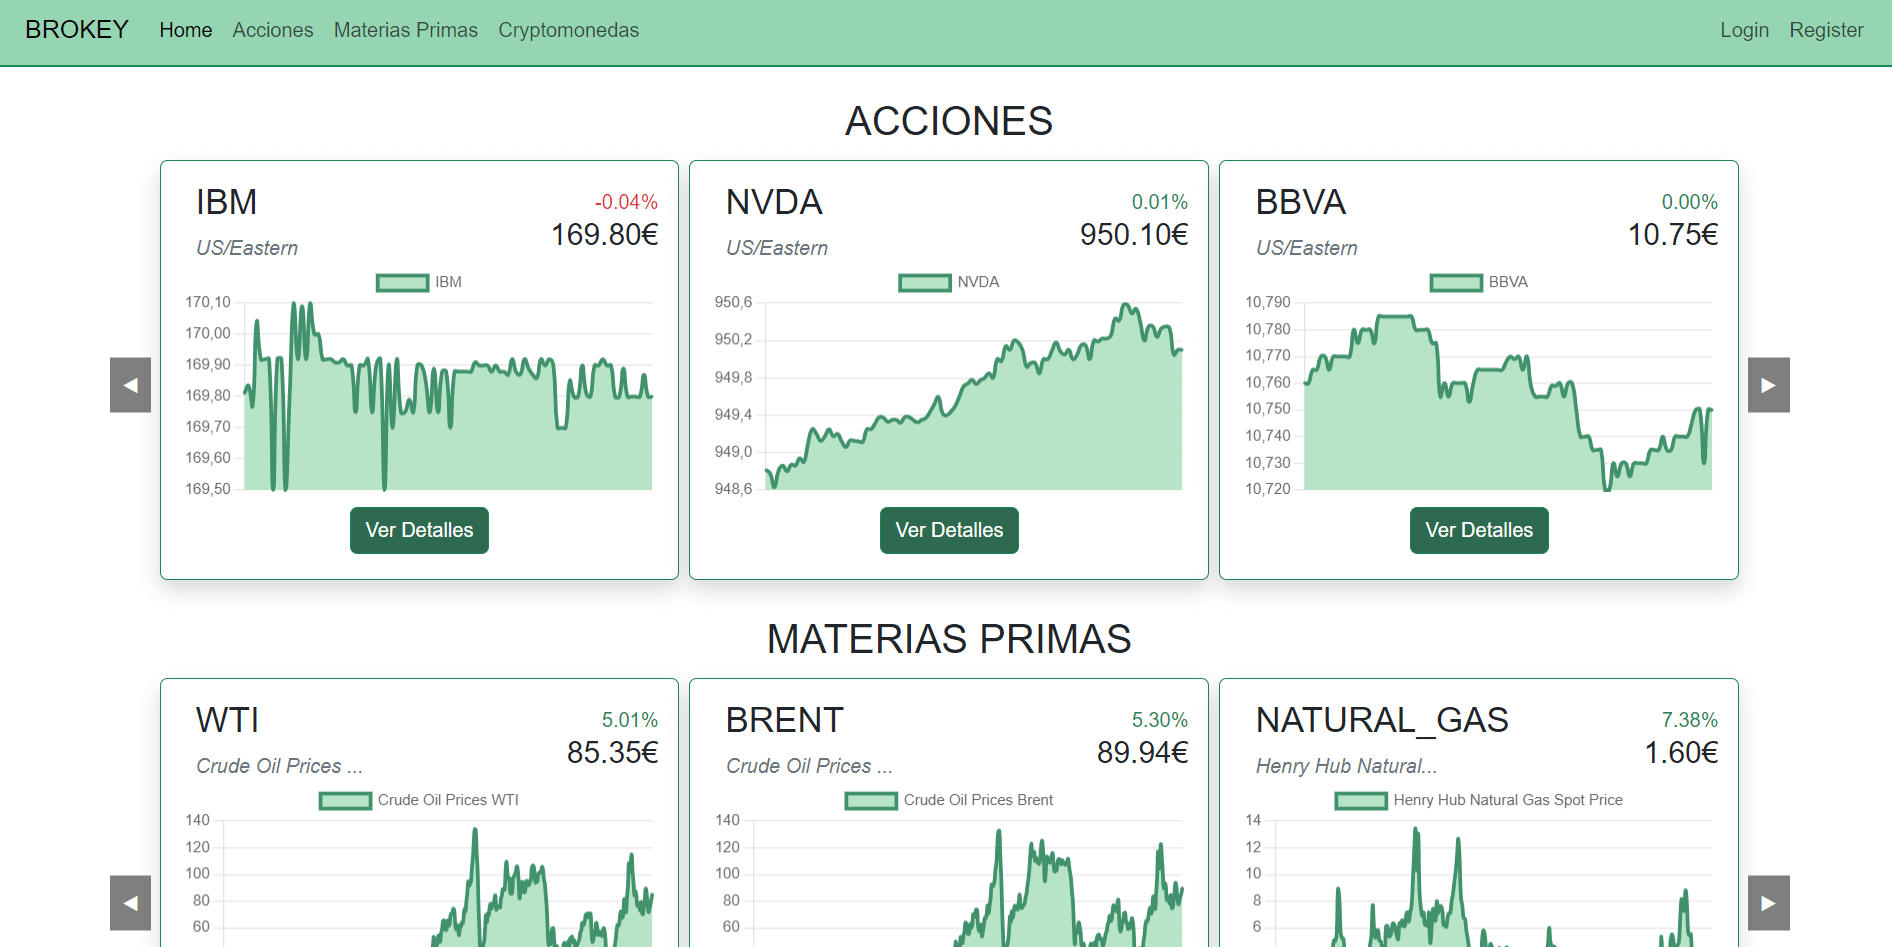 BROKEY Home Acciones Materias Primas Cryptomonedas Login Register
ACCIONES
IBM
-0.04%
169.80€
US/Eastern
IBM
170,10
170,00
169,90
169,80
169,70
169,60
169,50
Ver Detalles
NVDA
0.01%
950.10€
US/Eastern
NVDA
950,6
950,2
949,8
949,4
949,0
948,6
Ver Detalles
BBVA
0.00%
10.75€
US/Eastern
BBVA
10,790
10,780
10,770
10,760
10,750
10,740
10,730
10,720
Ver Detalles
MATERIAS PRIMAS
WTI
5.01%
85.35€
Crude Oil Prices ...
Crude Oil Prices WTI
140
120
100
80
60
BRENT
5.30%
89.94€
Crude Oil Prices ...
Crude Oil Prices Brent
140
120
100
80
60
NATURAL_GAS
7.38%
1.60€
Henry Hub Natural...
Henry Hub Natural Gas Spot Price
14
12
10
8
6